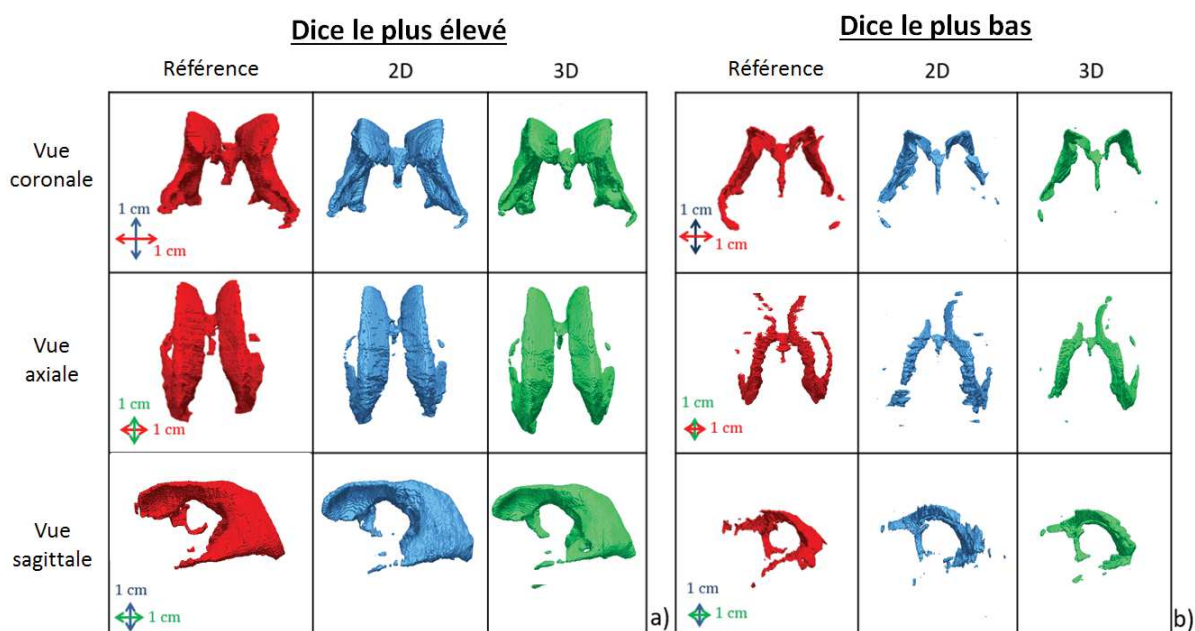 Dice le plus élevé
Dice le plus bas
Référence
2D
3D
Référence
2D
3D
Vue
coronale
1 cm
1 cm
1 cm
1 cm
Vue
axiale
1 cm
1 cm
1 cm
1 cm
Vue
sagittale
1 cm
1 cm
a)
1 cm
1 cm
b)